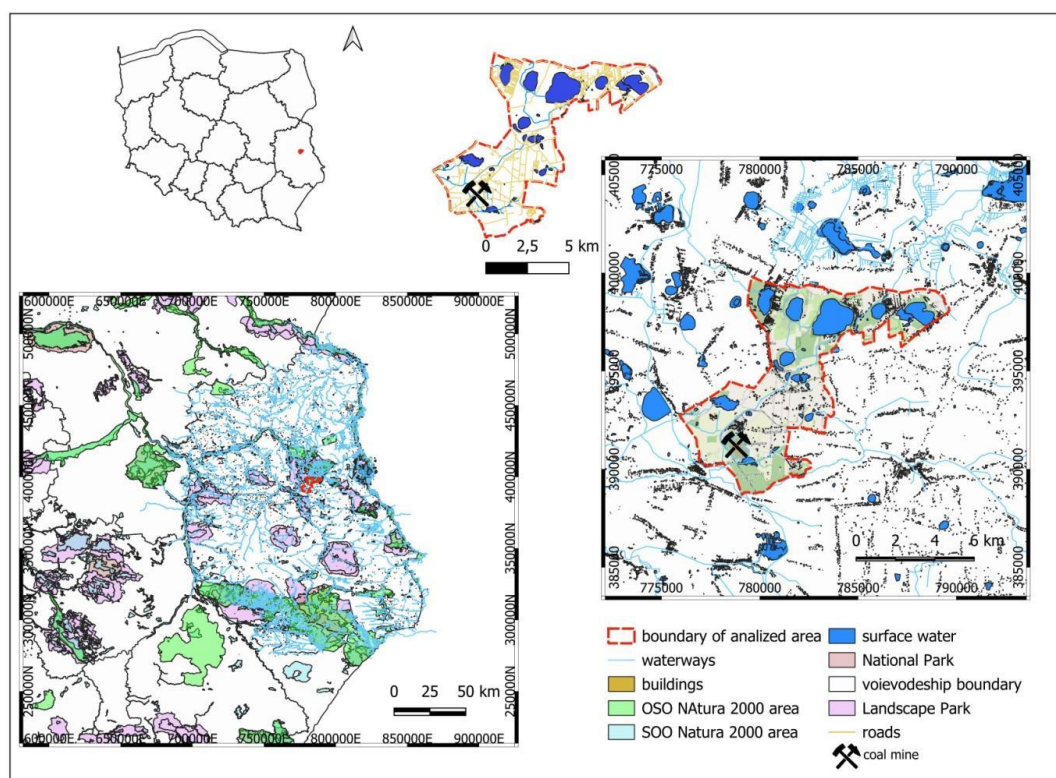 0 2,5 5 km
775000 780000 785000 790000
405000 405000
400000 400000
395000 395000
390000 390000
385000 385000
0 2 4 6 km
775000 780000 785000 790000
600000E 650000E 700000E 750000E 800000E 850000E 900000E
500000N 500000N
450000N 450000N
400000N 400000N
350000N 350000N
300000N 300000N
250000N 250000N
0 25 50 km
600000E 650000E 700000E 750000E 800000E 850000E 900000E
boundary of analized area
waterways
buildings
OSO NAtura 2000 area
SOO Natura 2000 area
surface water
National Park
voievodeship boundary
Landscape Park
roads
coal mine